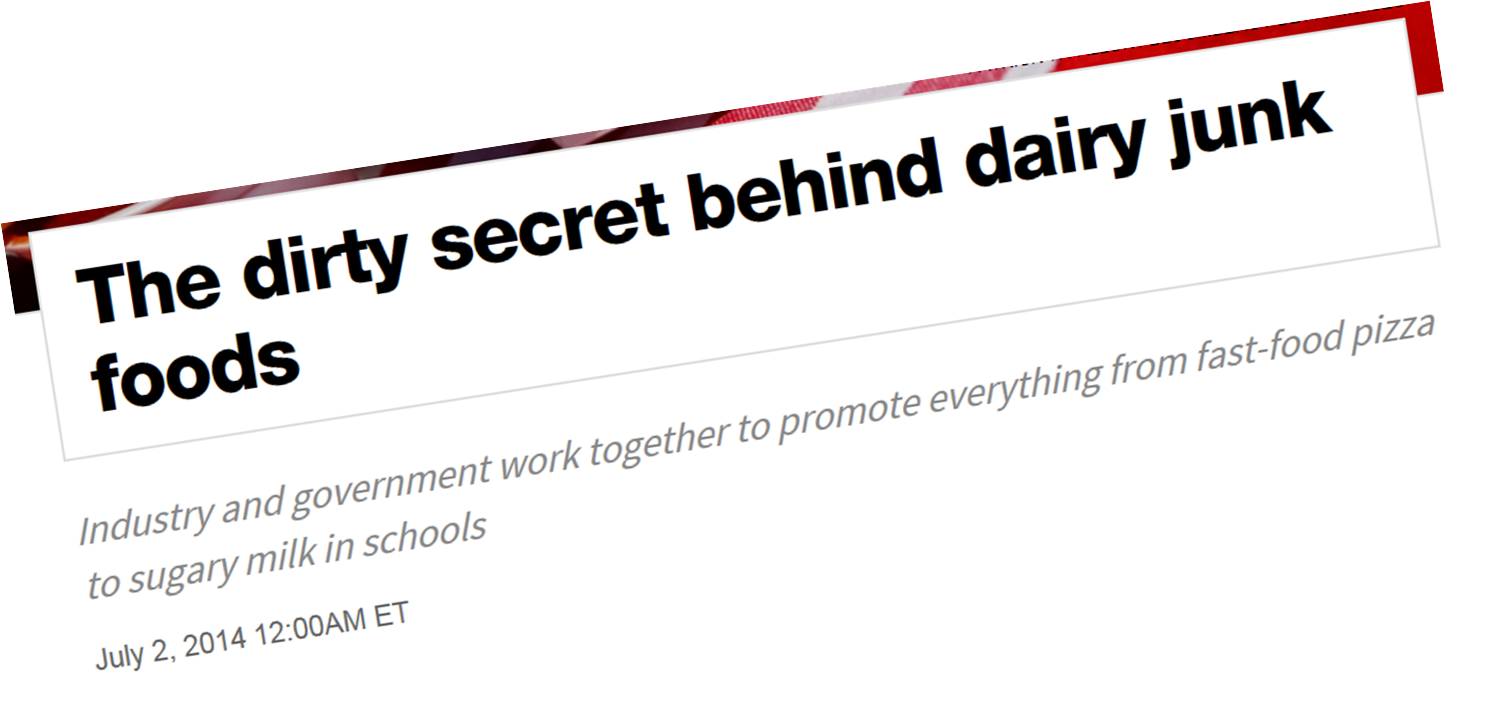 The dirty secret behind dairy junk
foods
Industry and government work together to promote everything from fast-food pizza
to sugary milk in schools
July 2, 2014 12:00AM ET